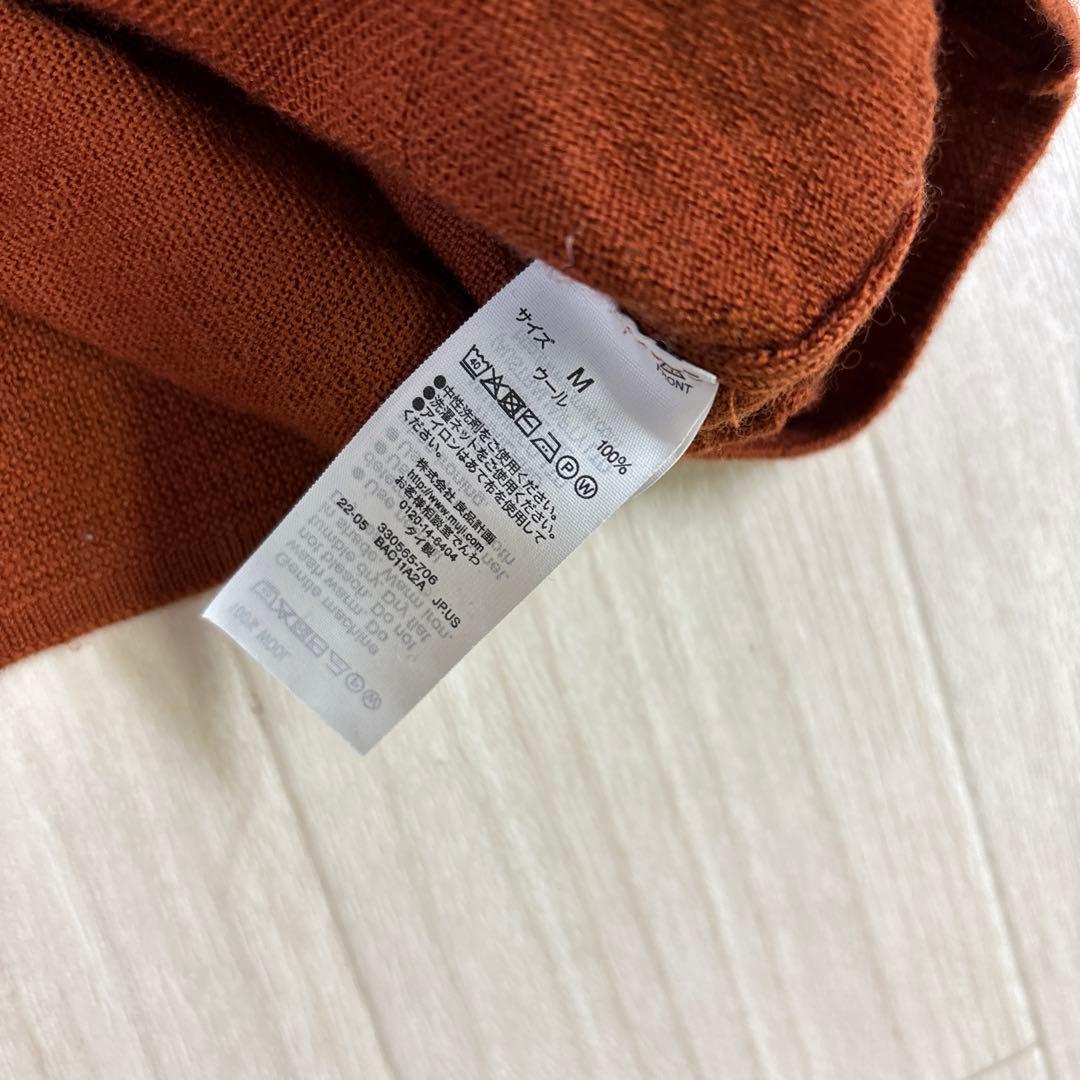 サイズ M
ウール 100%
40 P W
●中性洗剤をご使用ください。
●洗濯ネットをご使用ください。
●アイロンはあて布を使用して
ください。
株式会社 良品計画
http://www.muji.com
お客様相談室でんわ
0120-14-6404
タイ製
22-05 330565-706 JP.US
BAC11A2A